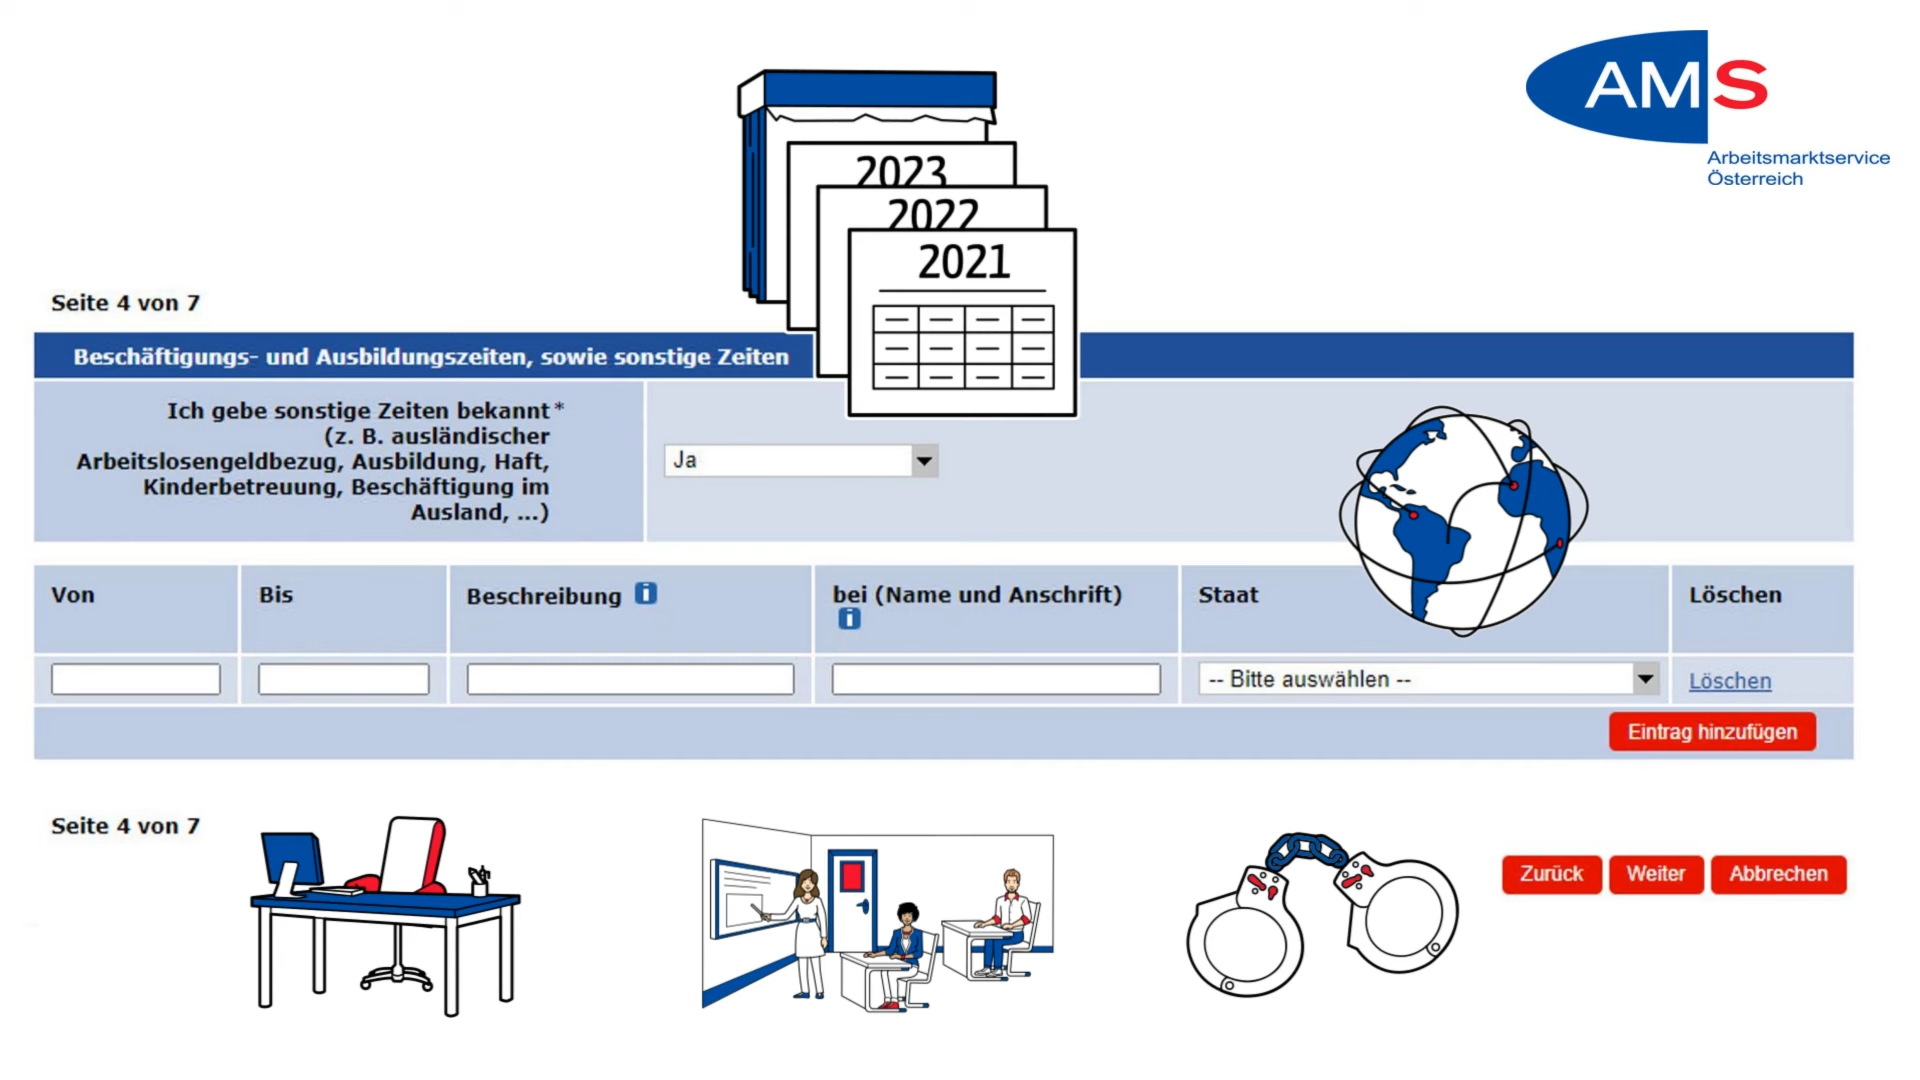 AMS
Arbeitsmarktservice
Österreich
2023
2022
2021
Seite 4 von 7
Beschäftigungs- und Ausbildungszeiten, sowie sonstige Zeiten
Ich gebe sonstige Zeiten bekannt *
(z. B. ausländischer
Arbeitslosengeldbezug, Ausbildung, Haft,
Kinderbetreuung, Beschäftigung im
Ausland, ...)
Ja
Von Bis Beschreibung i bei (Name und Anschrift) Staat Löschen
i
-- Bitte auswählen -- Löschen
Eintrag hinzufügen
Seite 4 von 7
Zurück Weiter Abbrechen